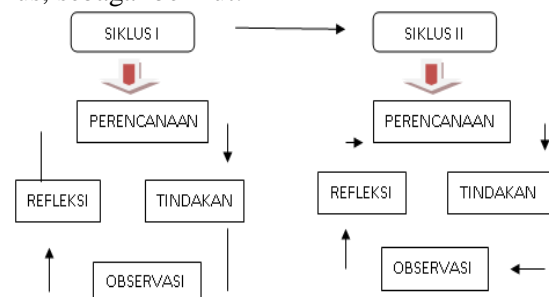 SIKLUS I SIKLUS II
PERENCANAAN PERENCANAAN
REFLEKSI TINDAKAN REFLEKSI TINDAKAN
OBSERVASI OBSERVASI